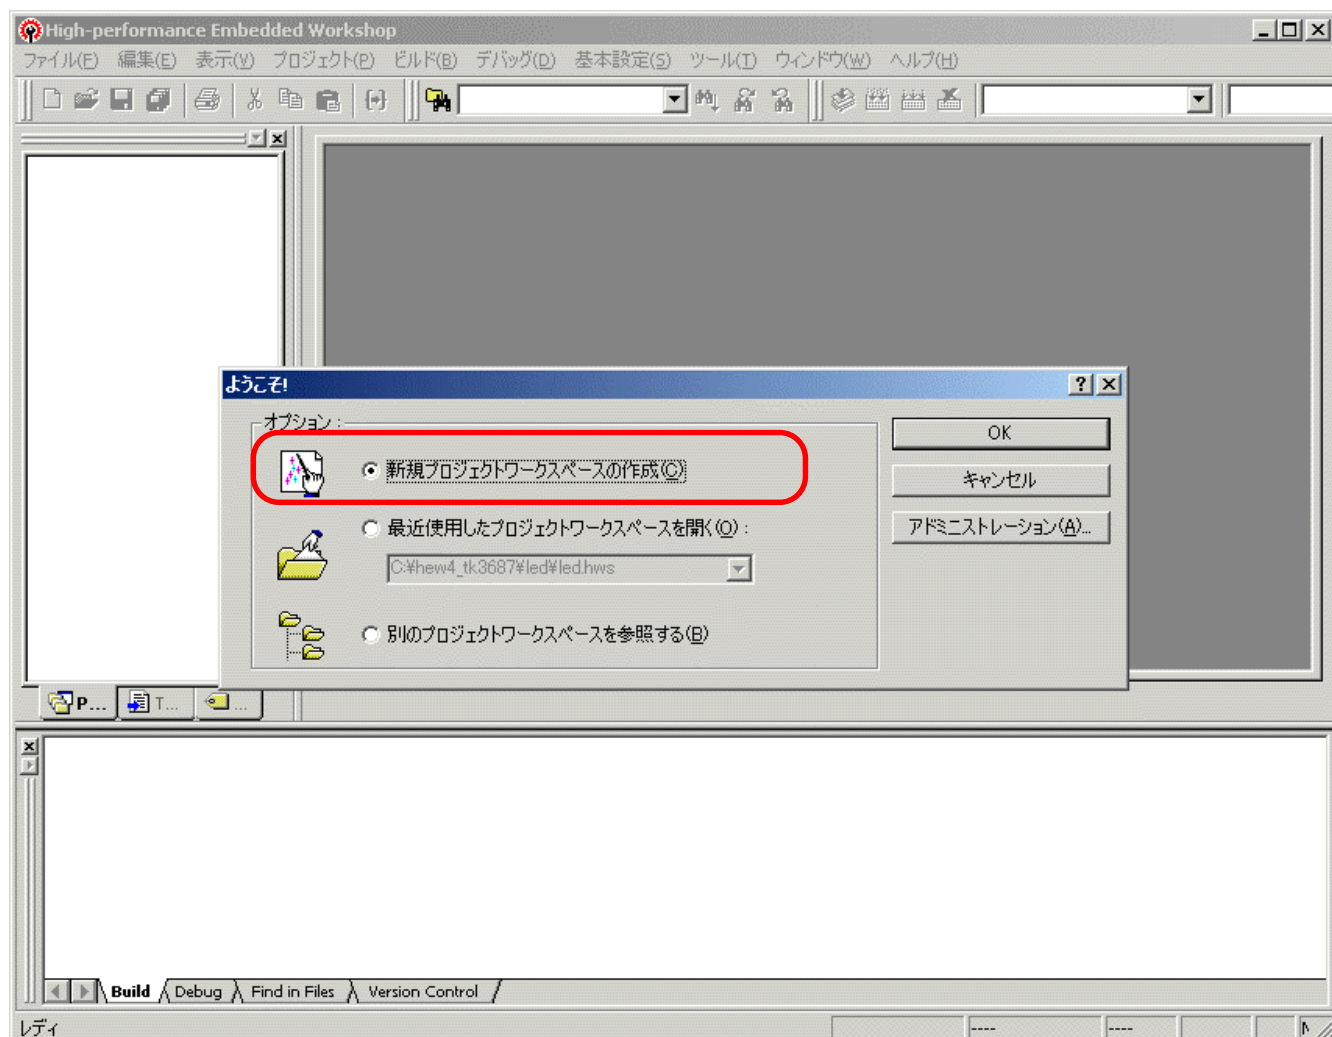 High-performance Embedded Workshop
ファイル(F) 編集(E) 表示(V) プロジェクト(P) ビルド(B) デバッグ(D) 基本設定(S) ツール(T) ウィンドウ(W) ヘルプ(H)
ようこそ!
オプション :
新規プロジェクトワークスペースの作成(C)
最近使用したプロジェクトワークスペースを開く(O) :
C:¥hew4_tk3687¥led¥led.hws
別のプロジェクトワークスペースを参照する(B)
OK
キャンセル
アドミニストレーション(A)...
P... T... ...
Build Debug Find in Files Version Control
レディ ---- ----